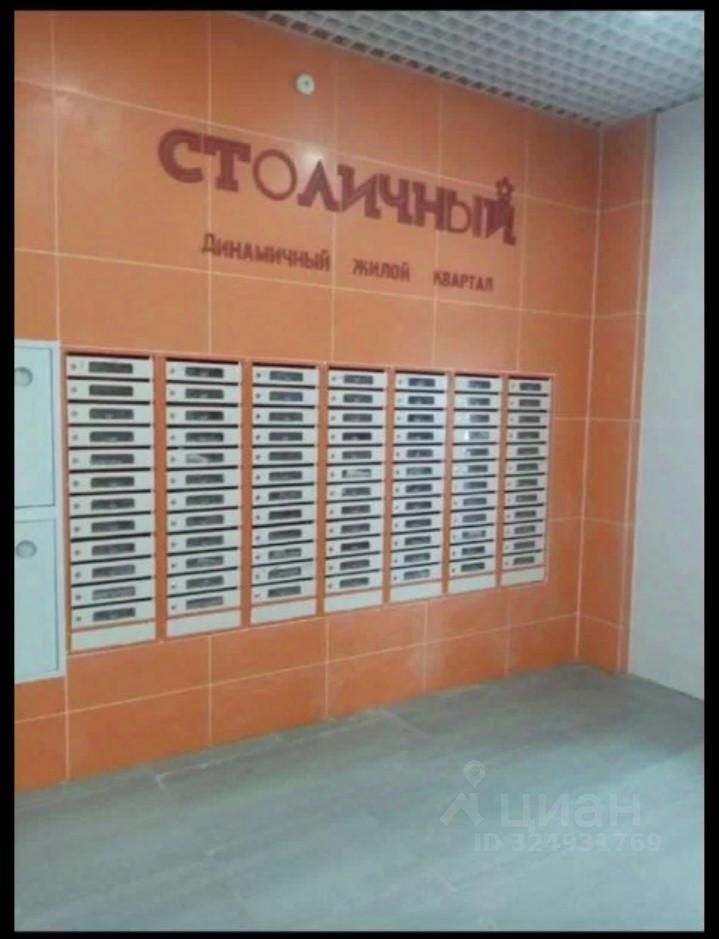 СТОЛИЧНЫЙ
ДИНАМИЧНЫЙ ЖИЛОЙ КВАРТАЛ
циан
ID 324931769